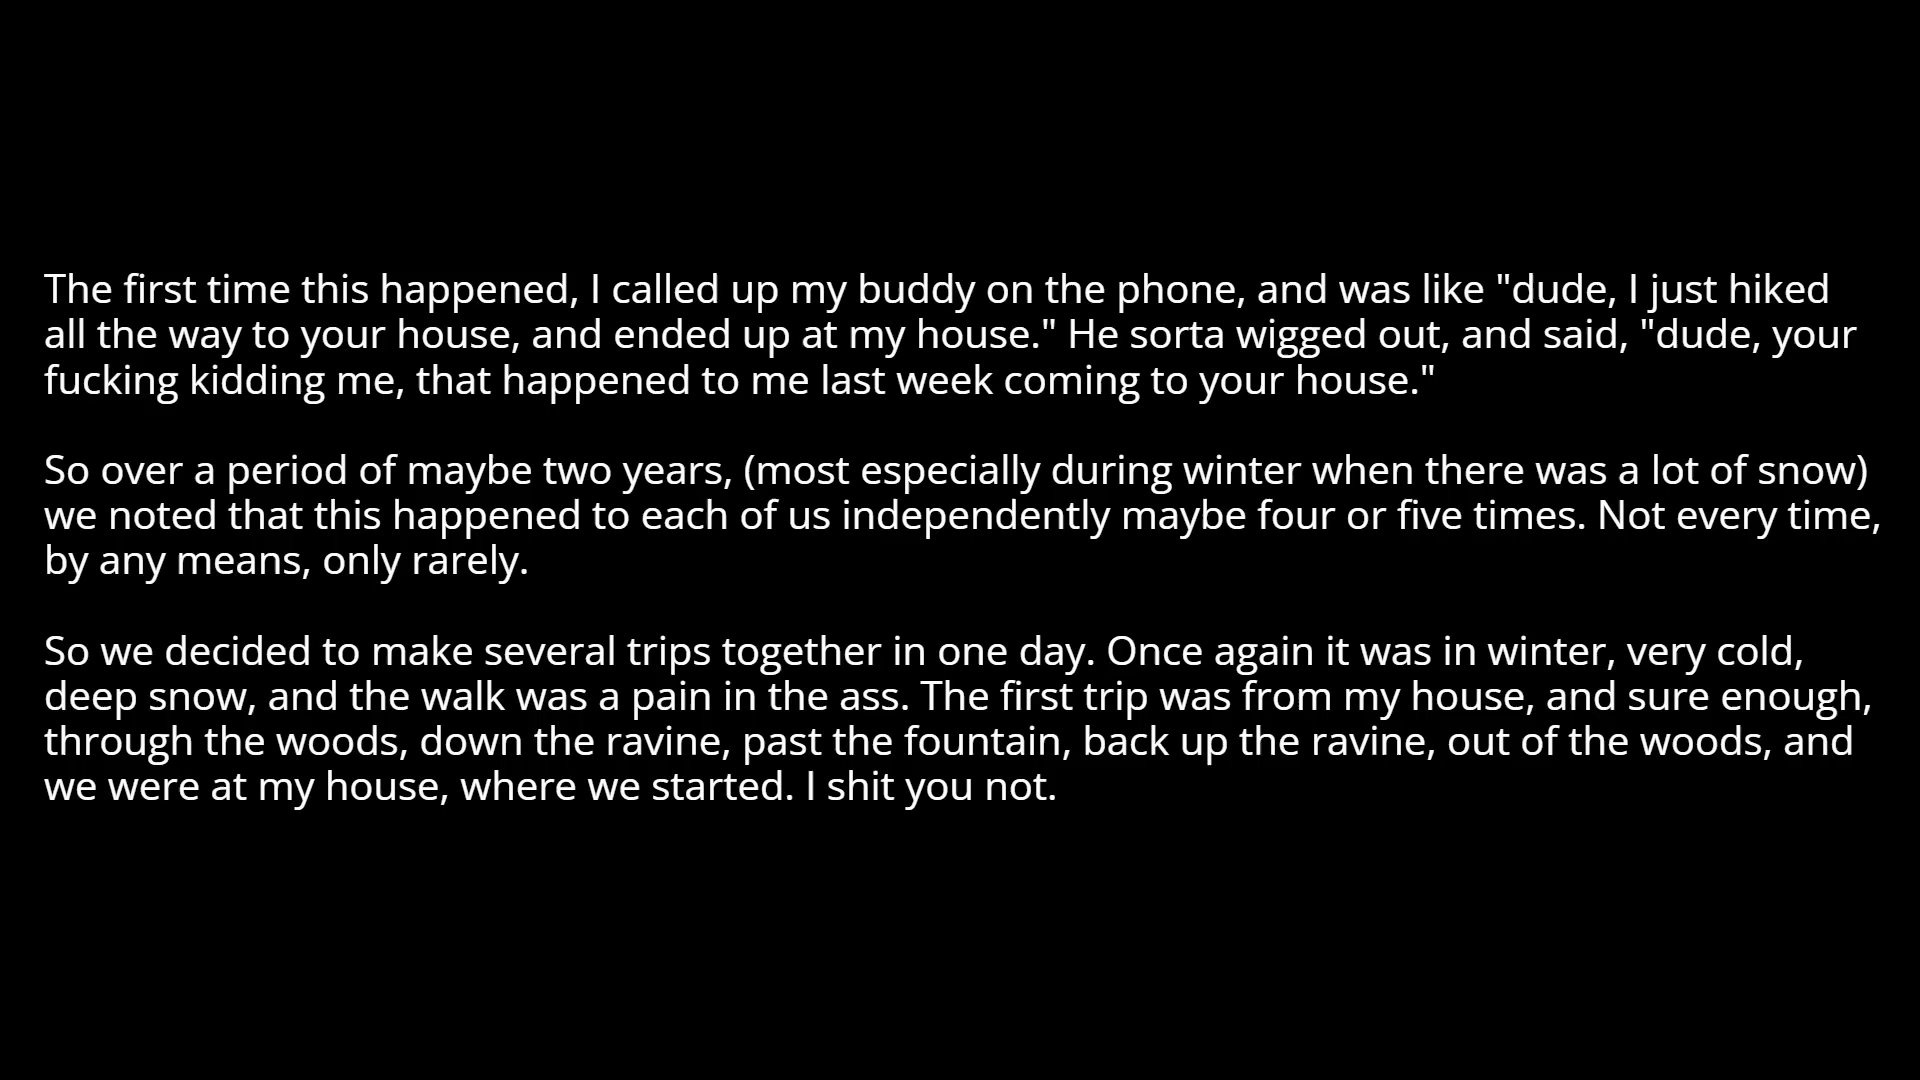 The first time this happened, I called up my buddy on the phone, and was like "dude, I just hiked
all the way to your house, and ended up at my house." He sorta wigged out, and said, "dude, your
fucking kidding me, that happened to me last week coming to your house."
So over a period of maybe two years, (most especially during winter when there was a lot of snow)
we noted that this happened to each of us independently maybe four or five times. Not every time,
by any means, only rarely.
So we decided to make several trips together in one day. Once again it was in winter, very cold,
deep snow, and the walk was a pain in the ass. The first trip was from my house, and sure enough,
through the woods, down the ravine, past the fountain, back up the ravine, out of the woods, and
we were at my house, where we started. I shit you not.